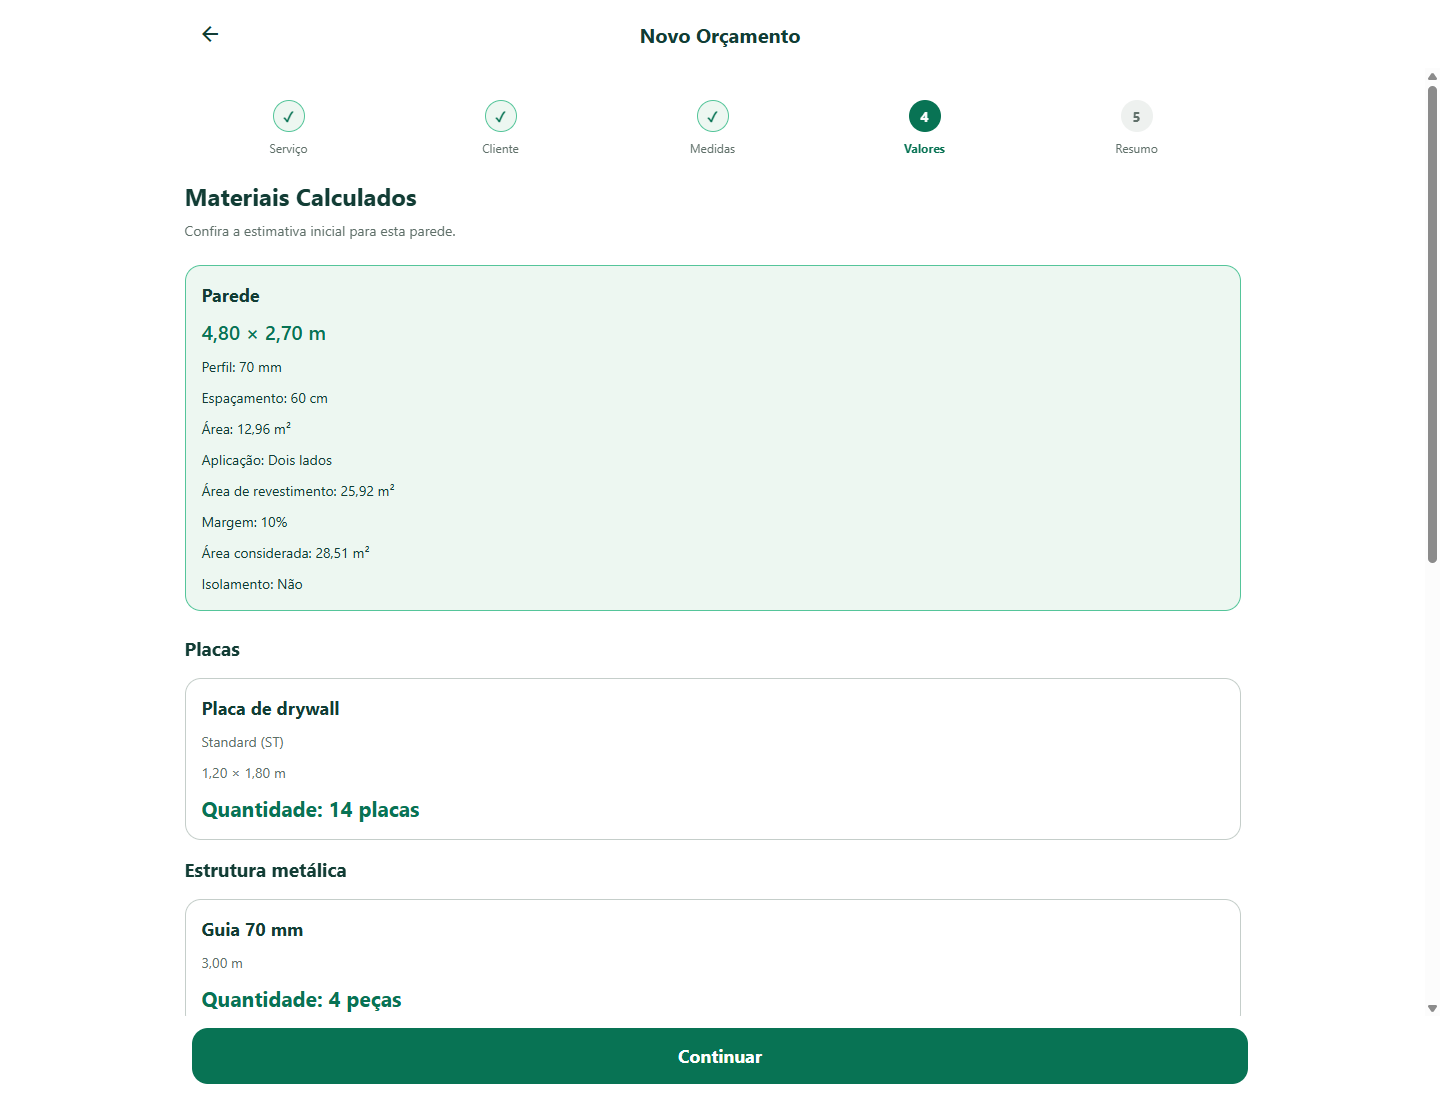 Novo Orçamento
✓ ✓ ✓ 4 5
Serviço Cliente Medidas Valores Resumo
Materiais Calculados
Confira a estimativa inicial para esta parede.
Parede
4,80 × 2,70 m
Perfil: 70 mm
Espaçamento: 60 cm
Área: 12,96 m²
Aplicação: Dois lados
Área de revestimento: 25,92 m²
Margem: 10%
Área considerada: 28,51 m²
Isolamento: Não
Placas
Placa de drywall
Standard (ST)
1,20 × 1,80 m
Quantidade: 14 placas
Estrutura metálica
Guia 70 mm
3,00 m
Quantidade: 4 peças
Continuar